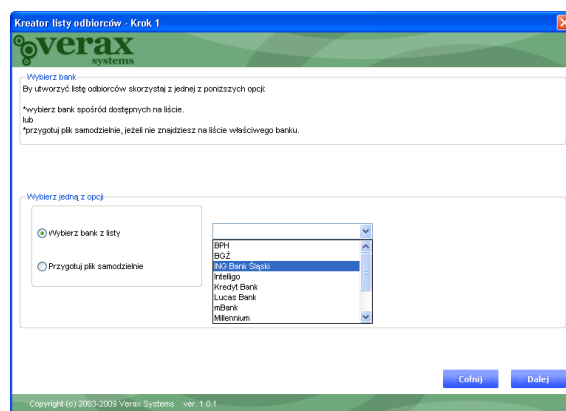 Kreator listy odbiorców - Krok 1
verax
systems
Wybierz bank
By utworzyć listę odbiorców skorzystaj z jednej z poniższych opcji:
*wybierz bank spośród dostępnych na liście.
lub
*przygotuj plik samodzielnie, jeżeli nie znajdziesz na liście właściwego banku.
Wybierz jedną z opcji
Wybierz bank z listy
Przygotuj plik samodzielnie
BPH
BGŻ
ING Bank Śląski
Inteligo
Kredyt Bank
Lucas Bank
mBank
Millennium
Cofnij
Dalej
Copyright (c) 2003-2009 Verax Systems ver. 1.0.1